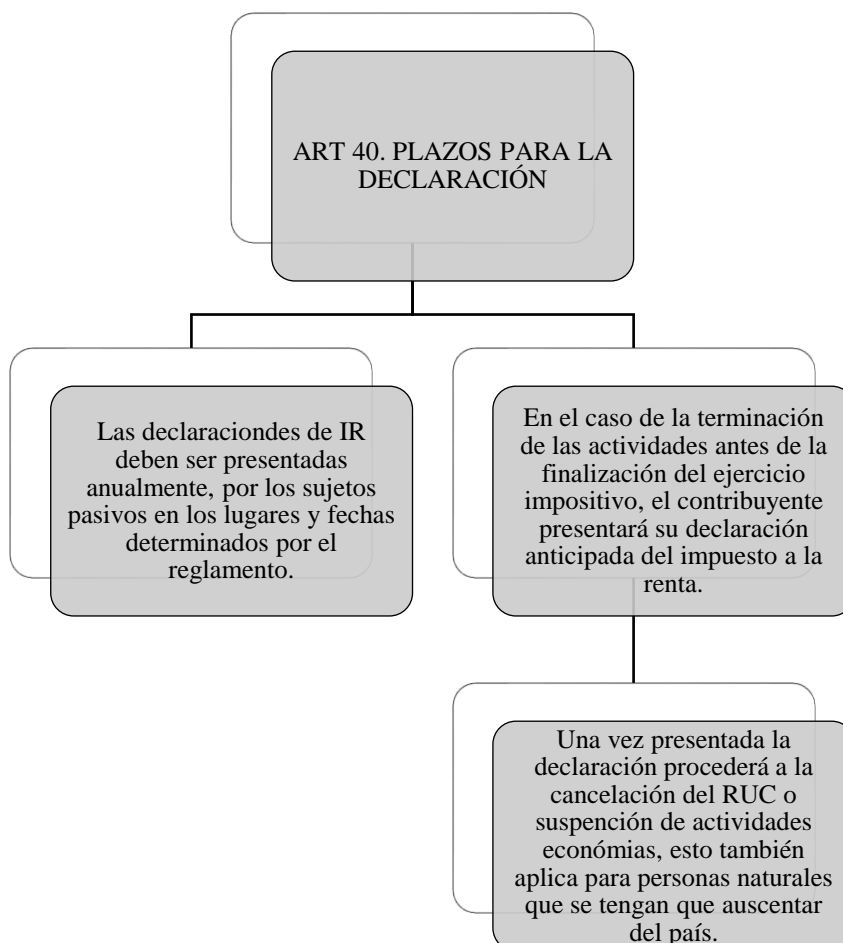 ART 40. PLAZOS PARA LA
DECLARACIÓN
Las declaraciondes de IR
deben ser presentadas
anualmente, por los sujetos
pasivos en los lugares y fechas
determinados por el
reglamento.
En el caso de la terminación
de las actividades antes de la
finalización del ejercicio
impositivo, el contribuyente
presentará su declaración
anticipada del impuesto a la
renta.
Una vez presentada la
declaración procederá a la
cancelación del RUC o
suspención de actividades
económias, esto también
aplica para personas naturales
que se tengan que auscentar
del país.